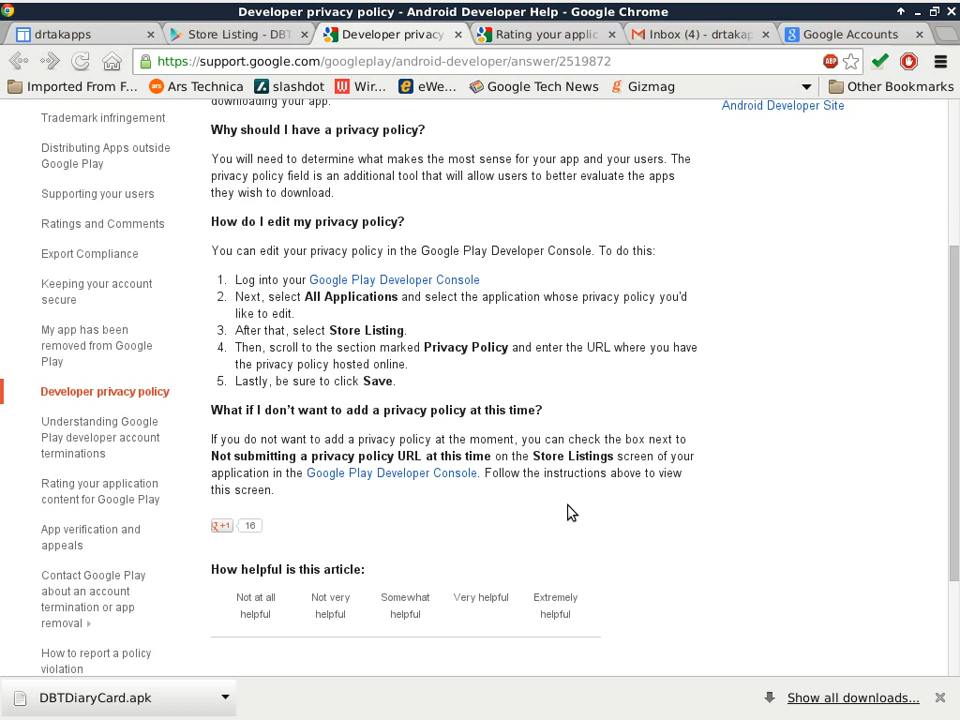 Developer privacy policy - Android Developer Help - Google Chrome
drtakapps
Store Listing - DBT
Developer privacy
Rating your applic
Inbox (4) - drtakap
Google Accounts
https://support.google.com/googleplay/android-developer/answer/2519872
ABP
Imported From F...
Ars Technica
slashdot
Wir...
eWe...
Google Tech News
Gizmag
Other Bookmarks
Trademark infringement
Distributing Apps outside
Google Play
Supporting your users
Ratings and Comments
Export Compliance
Keeping your account
secure
My app has been
removed from Google
Play
Developer privacy policy
Understanding Google
Play developer account
terminations
Rating your application
content for Google Play
App verification and
appeals
Contact Google Play
about an account
termination or app
removal
How to report a policy
violation
downloading your app.
Why should I have a privacy policy?
You will need to determine what makes the most sense for your app and your users. The
privacy policy field is an additional tool that will allow users to better evaluate the apps
they wish to download.
How do I edit my privacy policy?
You can edit your privacy policy in the Google Play Developer Console. To do this:
1. Log into your Google Play Developer Console
2. Next, select All Applications and select the application whose privacy policy you'd
like to edit.
3. After that, select Store Listing.
4. Then, scroll to the section marked Privacy Policy and enter the URL where you have
the privacy policy hosted online.
5. Lastly, be sure to click Save.
What if I don't want to add a privacy policy at this time?
If you do not want to add a privacy policy at the moment, you can check the box next to
Not submitting a privacy policy URL at this time on the Store Listings screen of your
application in the Google Play Developer Console. Follow the instructions above to view
this screen.
g+1 16
How helpful is this article:
Not at all
helpful
Not very
helpful
Somewhat
helpful
Very helpful
Extremely
helpful
Android Developer Site
DBTDiaryCard.apk
Show all downloads...